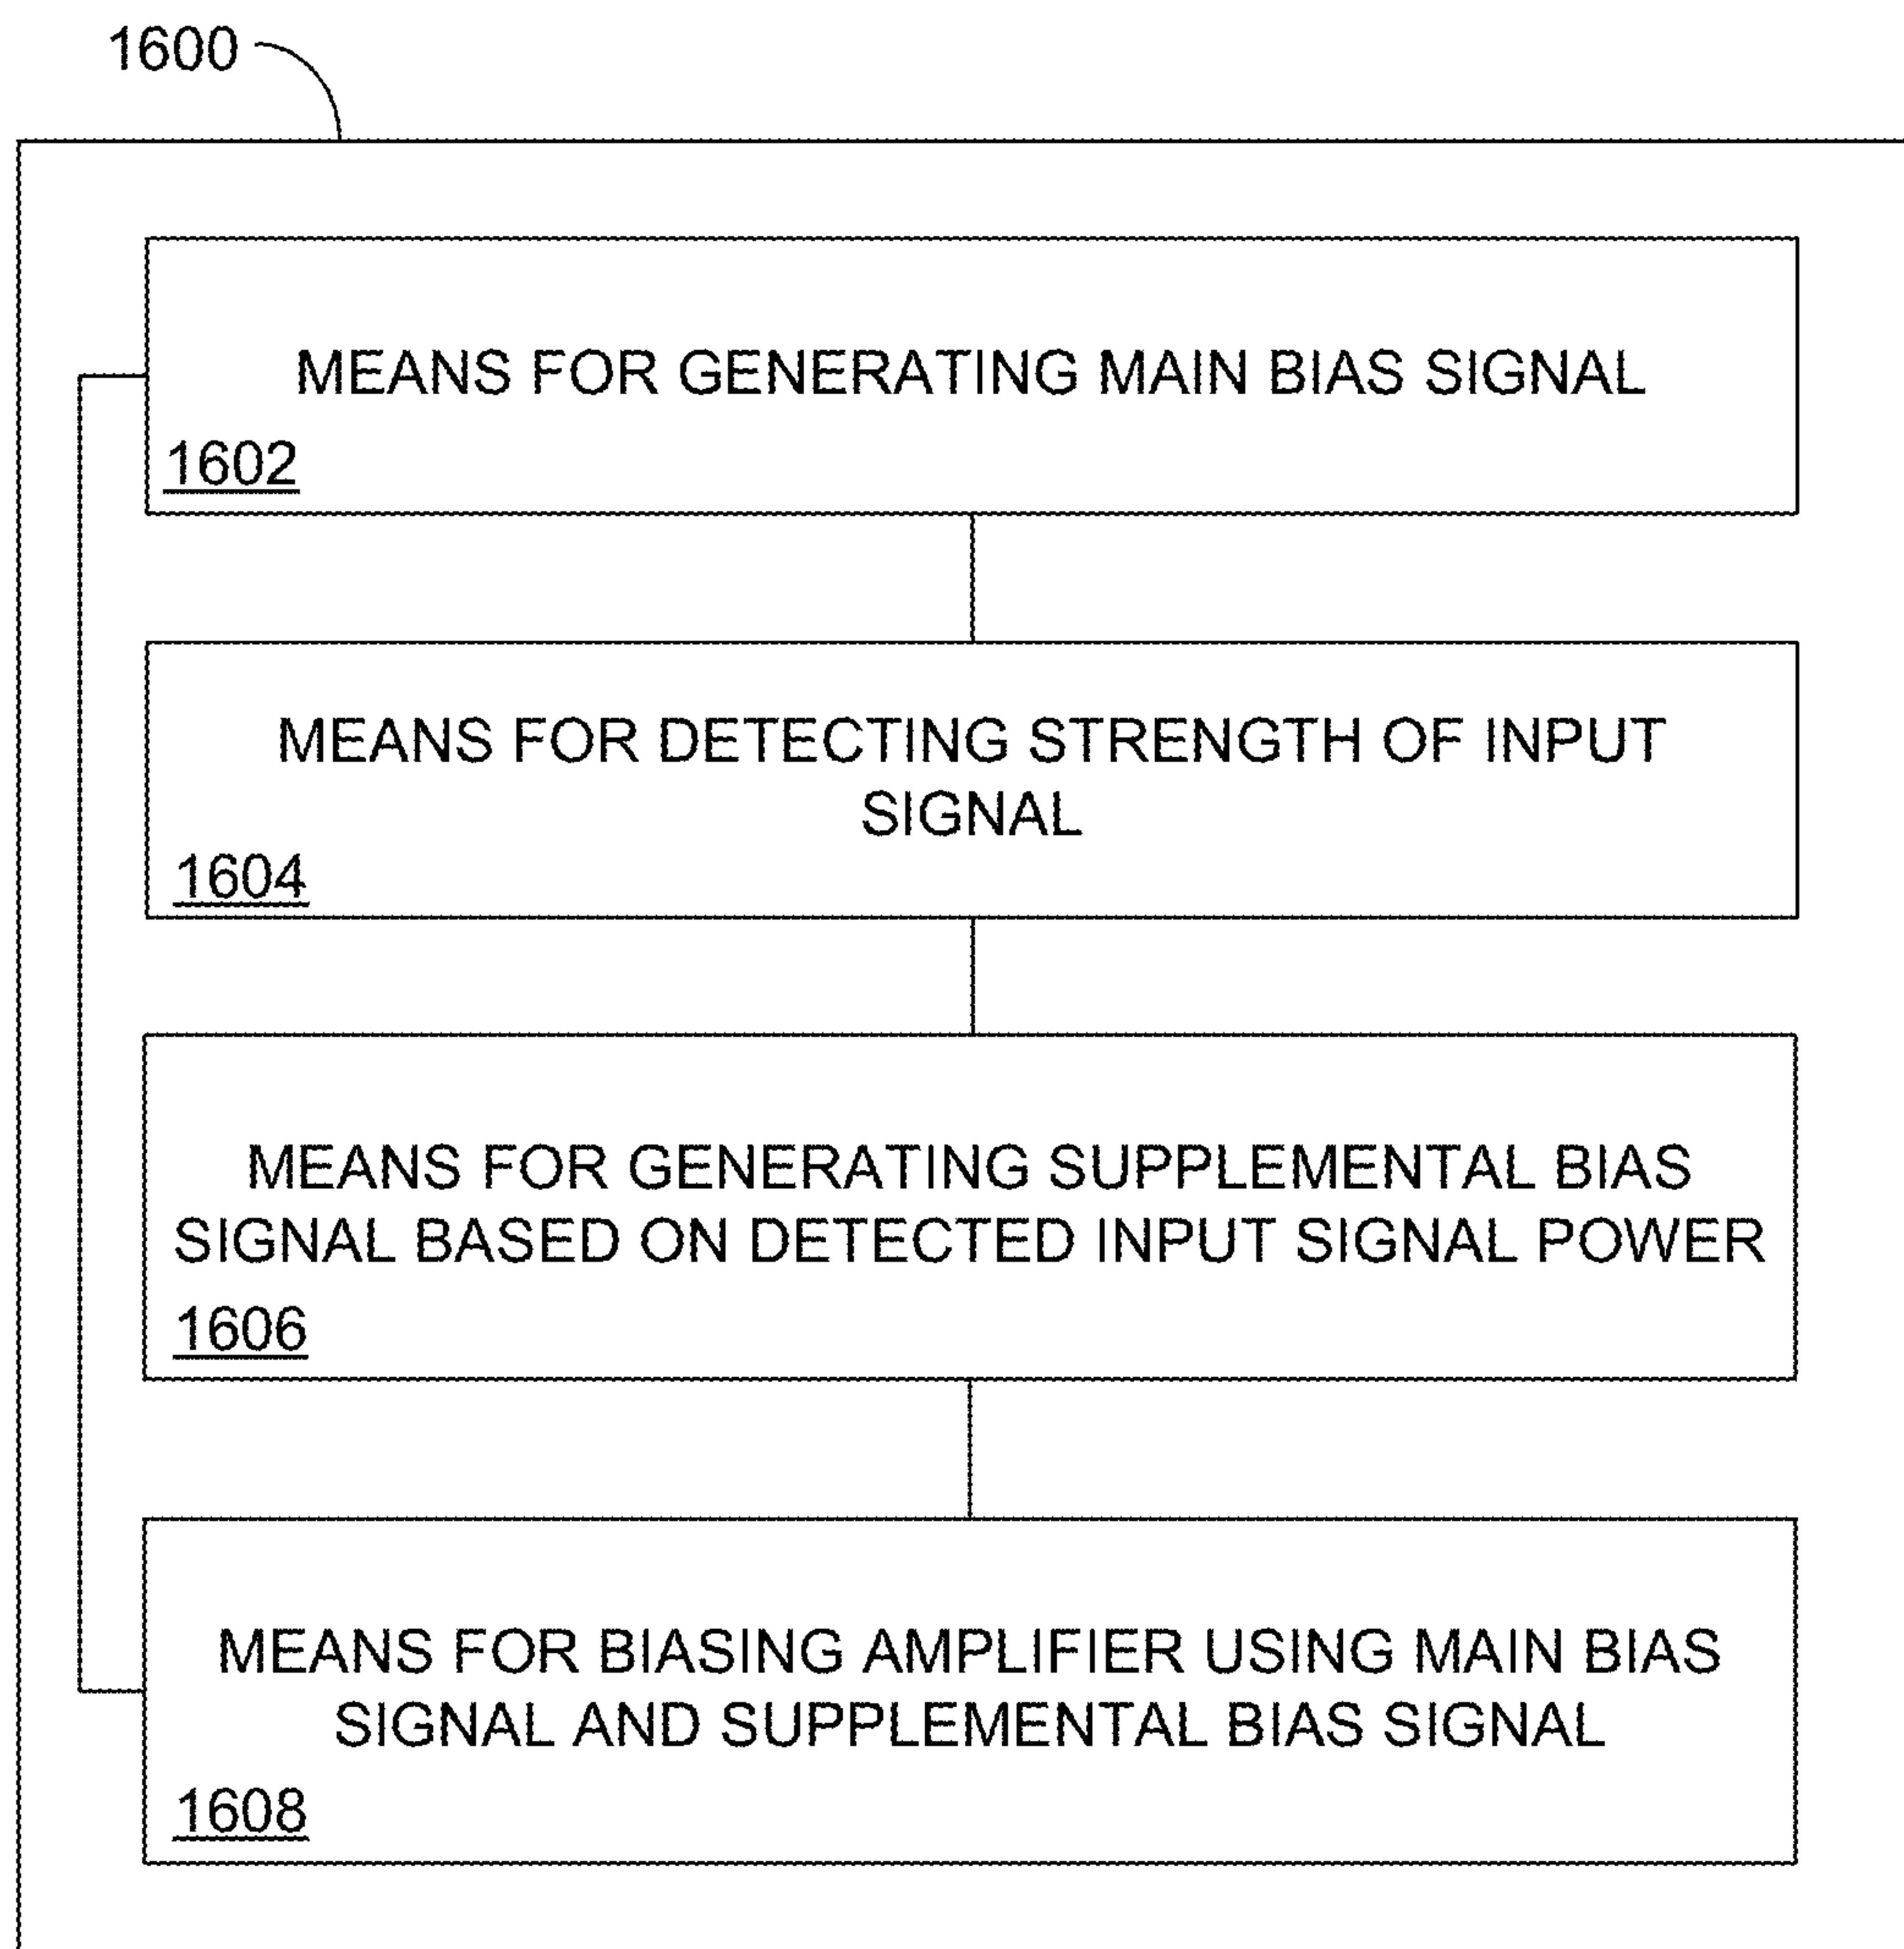 1600
MEANS FOR GENERATING MAIN BIAS SIGNAL
1602
MEANS FOR DETECTING STRENGTH OF INPUT
SIGNAL
1604
MEANS FOR GENERATING SUPPLEMENTAL BIAS
SIGNAL BASED ON DETECTED INPUT SIGNAL POWER
1606
MEANS FOR BIASING AMPLIFIER USING MAIN BIAS
SIGNAL AND SUPPLEMENTAL BIAS SIGNAL
1608